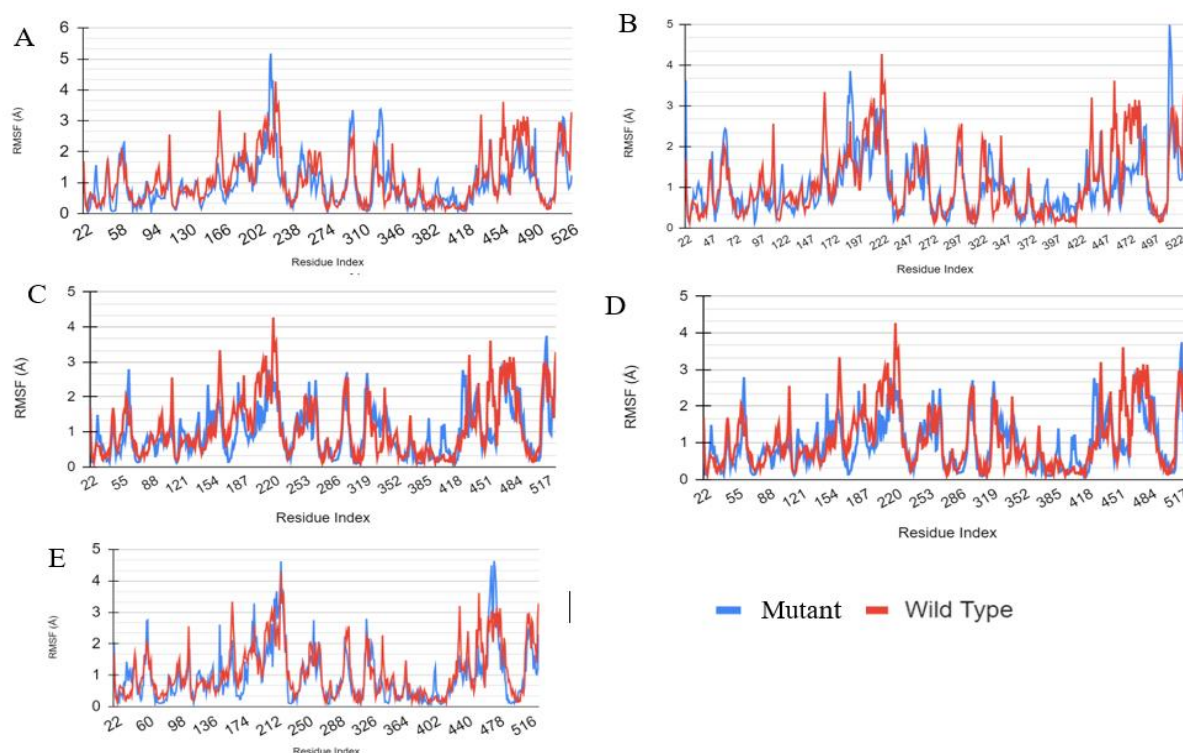 A
RMSF (Å)
6
5
4
3
2
1
0
22 58 94 130 166 202 238 274 310 346 382 418 454 490 526
Residue Index
B
RMSF (Å)
5
4
3
2
1
0
22 47 72 97 122 147 172 197 222 247 272 297 322 347 372 397 422 447 472 497 522
Residue Index
C
RMSF (Å)
5
4
3
2
1
0
22 55 88 121 154 187 220 253 286 319 352 385 418 451 484 517
Residue Index
D
RMSF (Å)
5
4
3
2
1
0
22 55 88 121 154 187 220 253 286 319 352 385 418 451 484 517
Residue Index
E
RMSF (Å)
5
4
3
2
1
0
22 60 98 136 174 212 250 288 326 364 402 440 478 516
Residue Index
Mutant Wild Type